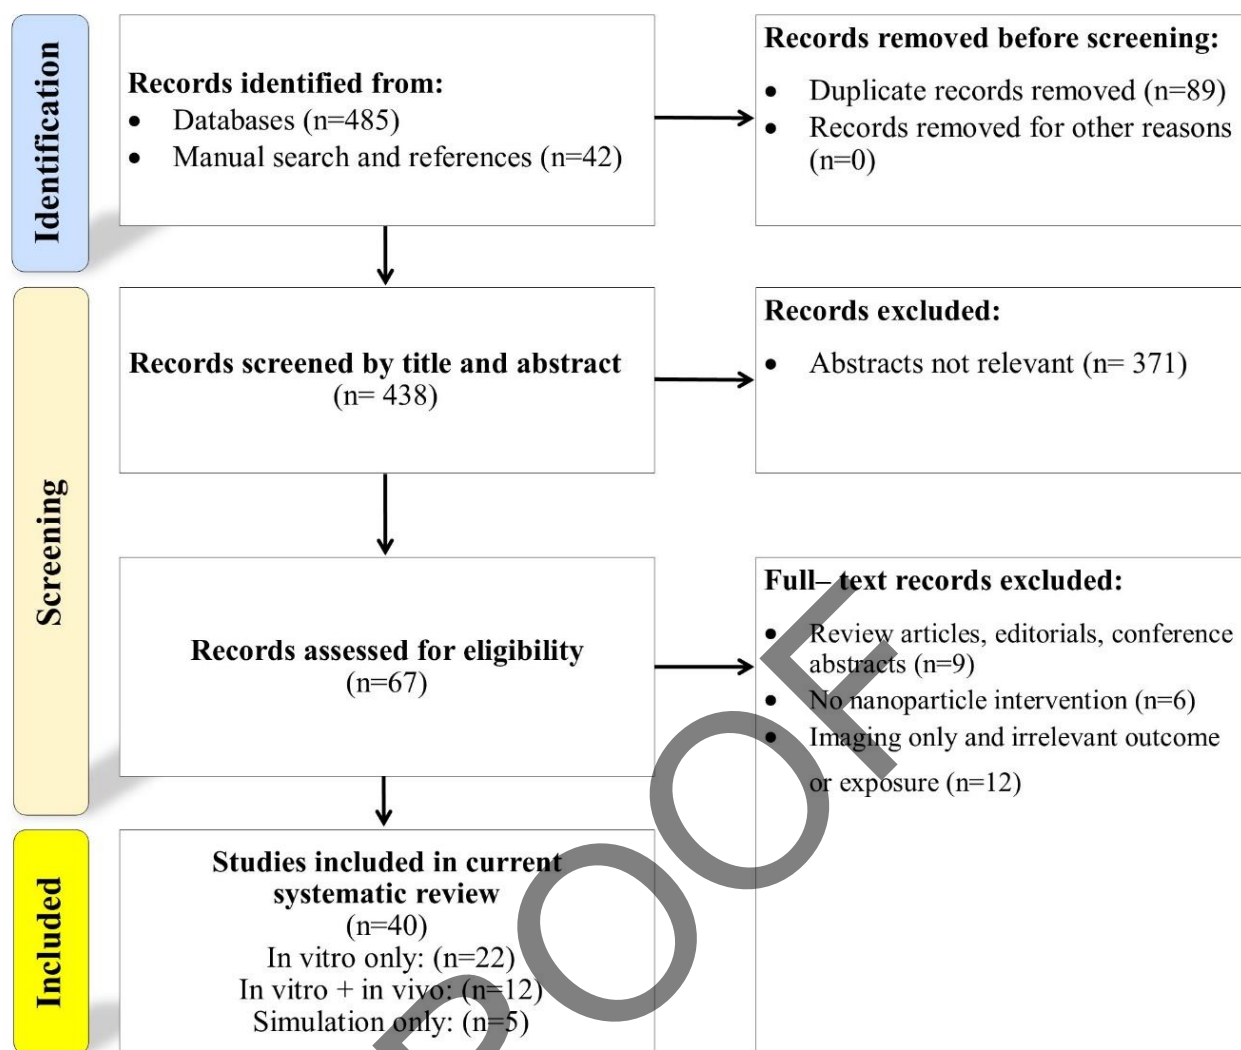 Identification
Records identified from:
• Databases (n=485)
• Manual search and references (n=42)
Records removed before screening:
• Duplicate records removed (n=89)
• Records removed for other reasons
(n=0)
Screening
Records screened by title and abstract
(n= 438)
Records excluded:
• Abstracts not relevant (n= 371)
Records assessed for eligibility
(n=67)
Full– text records excluded:
• Review articles, editorials, conference
abstracts (n=9)
• No nanoparticle intervention (n=6)
• Imaging only and irrelevant outcome
or exposure (n=12)
Included
Studies included in current
systematic review
(n=40)
In vitro only: (n=22)
In vitro + in vivo: (n=12)
Simulation only: (n=5)
POOF